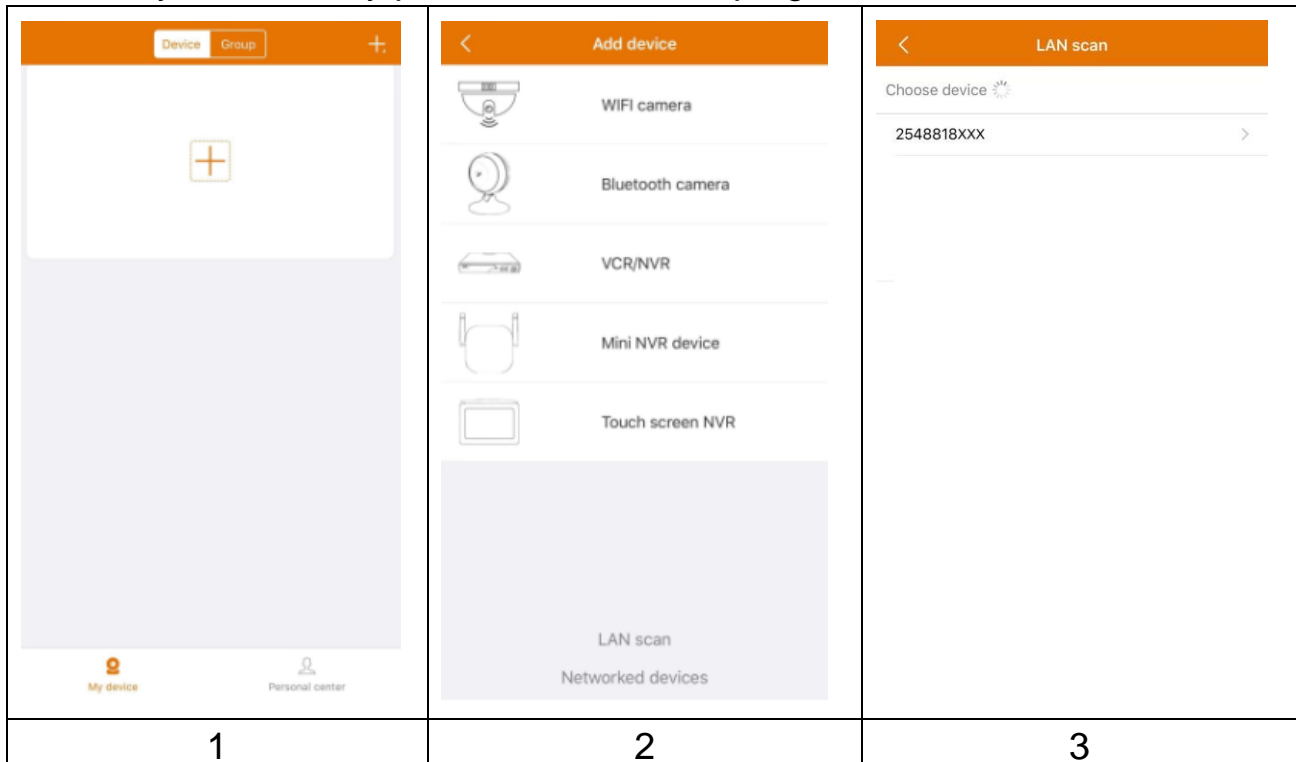 Device Group
My device
Personal center
1
Add device
WIFI camera
Bluetooth camera
VCR/NVR
Mini NVR device
Touch screen NVR
LAN scan
Networked devices
2
LAN scan
Choose device
2548818XXX
3